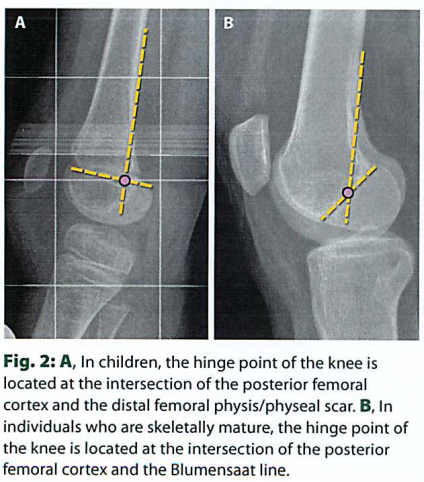 A
B
Fig. 2: A, In children, the hinge point of the knee is
located at the intersection of the posterior femoral
cortex and the distal femoral physis/physeal scar. B, In
individuals who are skeletally mature, the hinge point of
the knee is located at the intersection of the posterior
femoral cortex and the Blumensaat line.